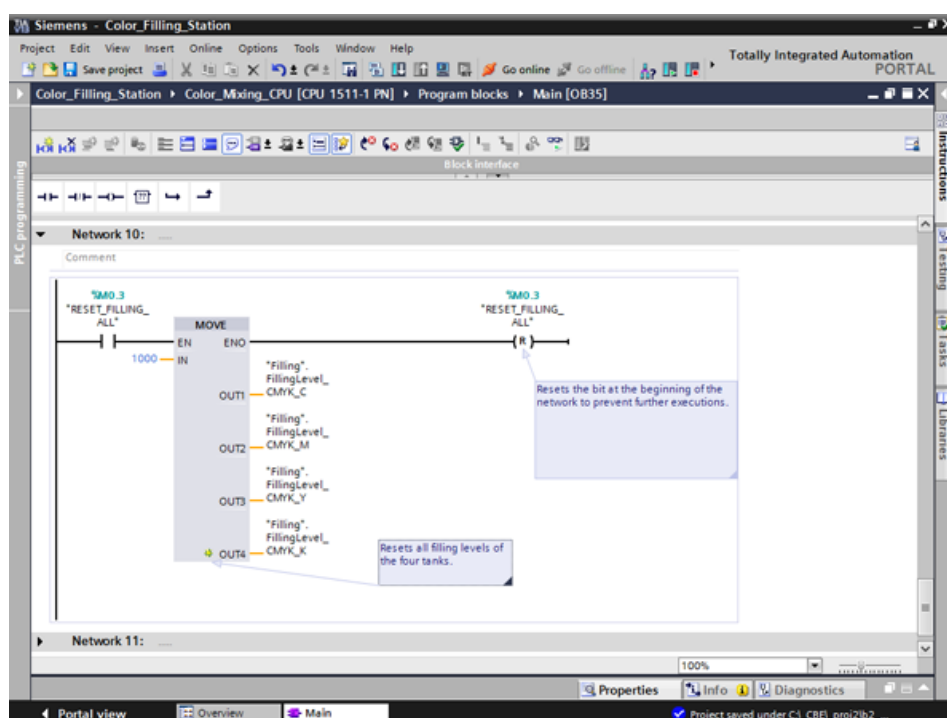 Siemens - Color_Filling_Station
Project Edit View Insert Online Options Tools Window Help
Save project Go online Go offline
Totally Integrated Automation
PORTAL
Color_Filling_Station Color_Mixing_CPU [CPU 1511-1 PN] Program blocks Main [OB35]
Block interface
PLC programming
Instructions
Testing
Tasks
Libraries
Network 10: ....
Comment
%M0.3
"RESET_FILLING_
ALL"
MOVE
EN ENO
1000 IN
OUT1
"Filling".
FillingLevel_
CMYK_C
OUT2
"Filling".
FillingLevel_
CMYK_M
OUT3
"Filling".
FillingLevel_
CMYK_Y
OUT4
"Filling".
FillingLevel_
CMYK_K
%M0.3
"RESET_FILLING_
ALL"
R
Resets the bit at the beginning of the
network to prevent further executions.
Resets all filling levels of
the four tanks.
Network 11: ....
100%
Properties Info Diagnostics
Portal view Overview Main
Project saved under C:\